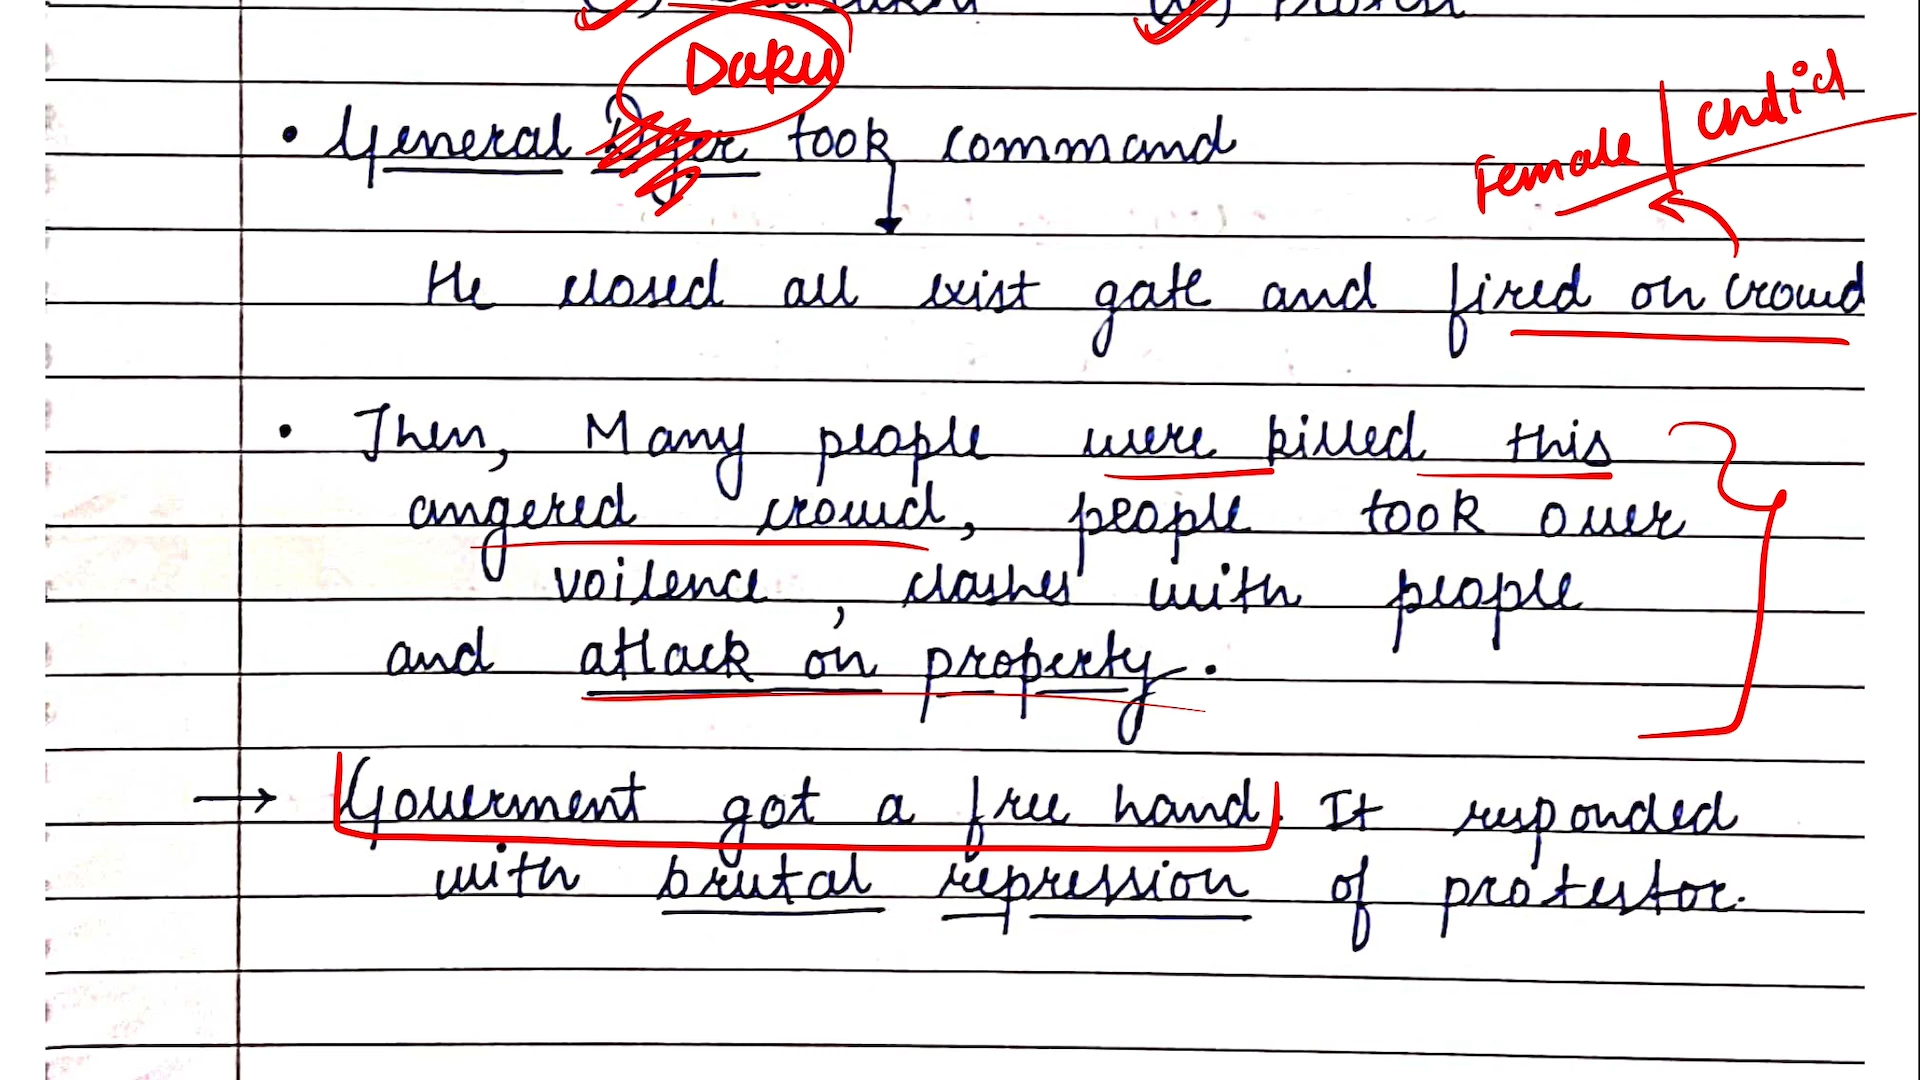 Daku
• General Dyer took command
Female | Child
He closed all exist gate and fired on crowd
• Then, Many people were killed this
angered crowd, people took over
voilence, clashes with people
and attack on property.
→ Gouverment got a free hand. It responded
with brutal repression of protestor.